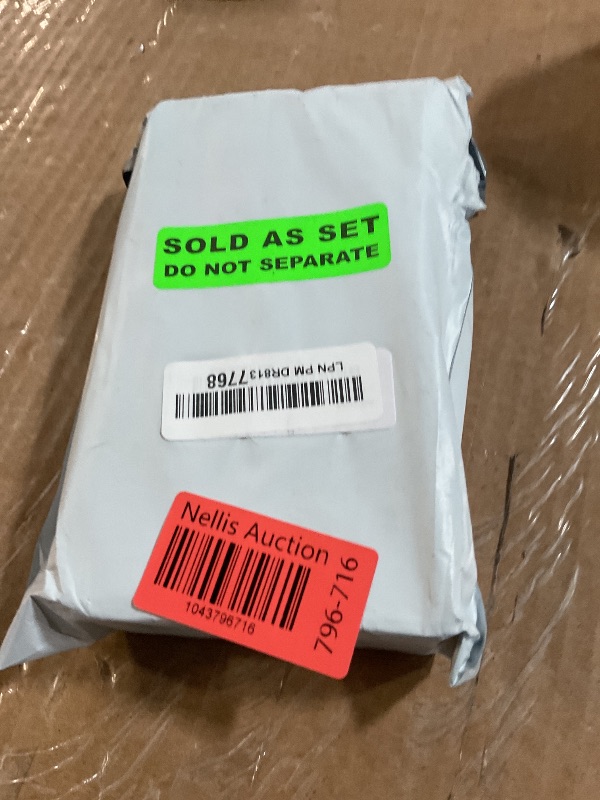 SOLD AS SET
DO NOT SEPARATE
LPN PM DR8137768
Nellis Auction
1043796716
796-716